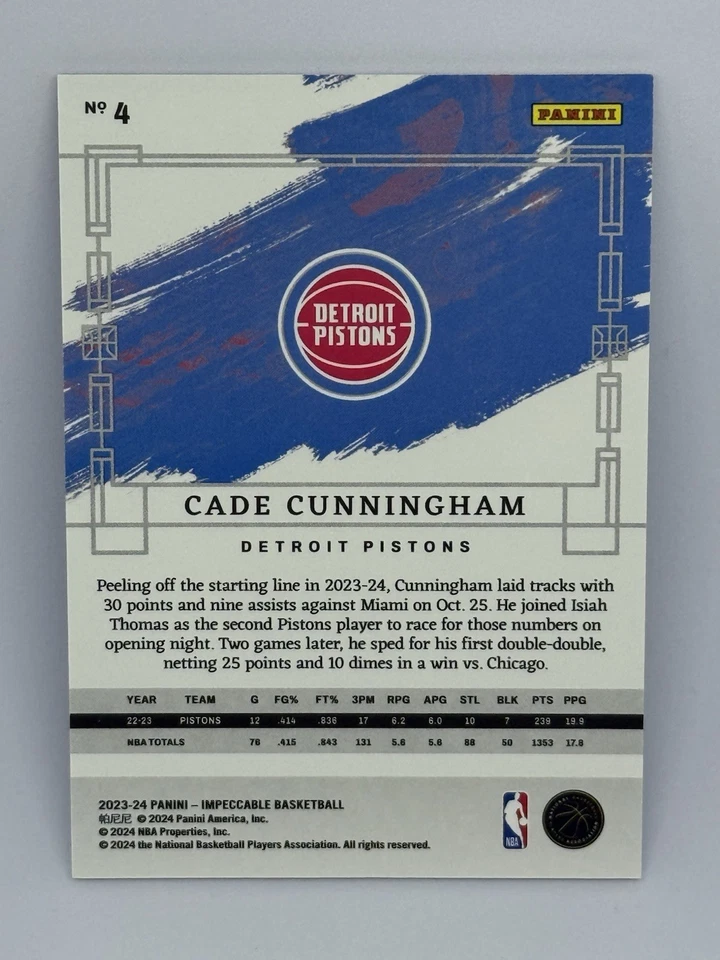 Nº 4
PANINI
DETROIT
PISTONS
CADE CUNNINGHAM
DETROIT PISTONS
Peeling off the starting line in 2023-24, Cunningham laid tracks with
30 points and nine assists against Miami on Oct. 25. He joined Isiah
Thomas as the second Pistons player to race for those numbers on
opening night. Two games later, he sped for his first double-double,
netting 25 points and 10 dimes in a win vs. Chicago.
YEAR TEAM G FG% FT% 3PM RPG APG STL BLK PTS PPG
22-23 PISTONS 12 .414 .836 17 6.2 6.0 10 7 239 19.9
NBA TOTALS 76 .415 .843 131 5.6 5.6 88 50 1353 17.8
2023-24 PANINI – IMPECCABLE BASKETBALL
帕尼尼 © 2024 Panini America, Inc.
© 2024 NBA Properties, Inc.
© 2024 the National Basketball Players Association. All rights reserved.
NBA